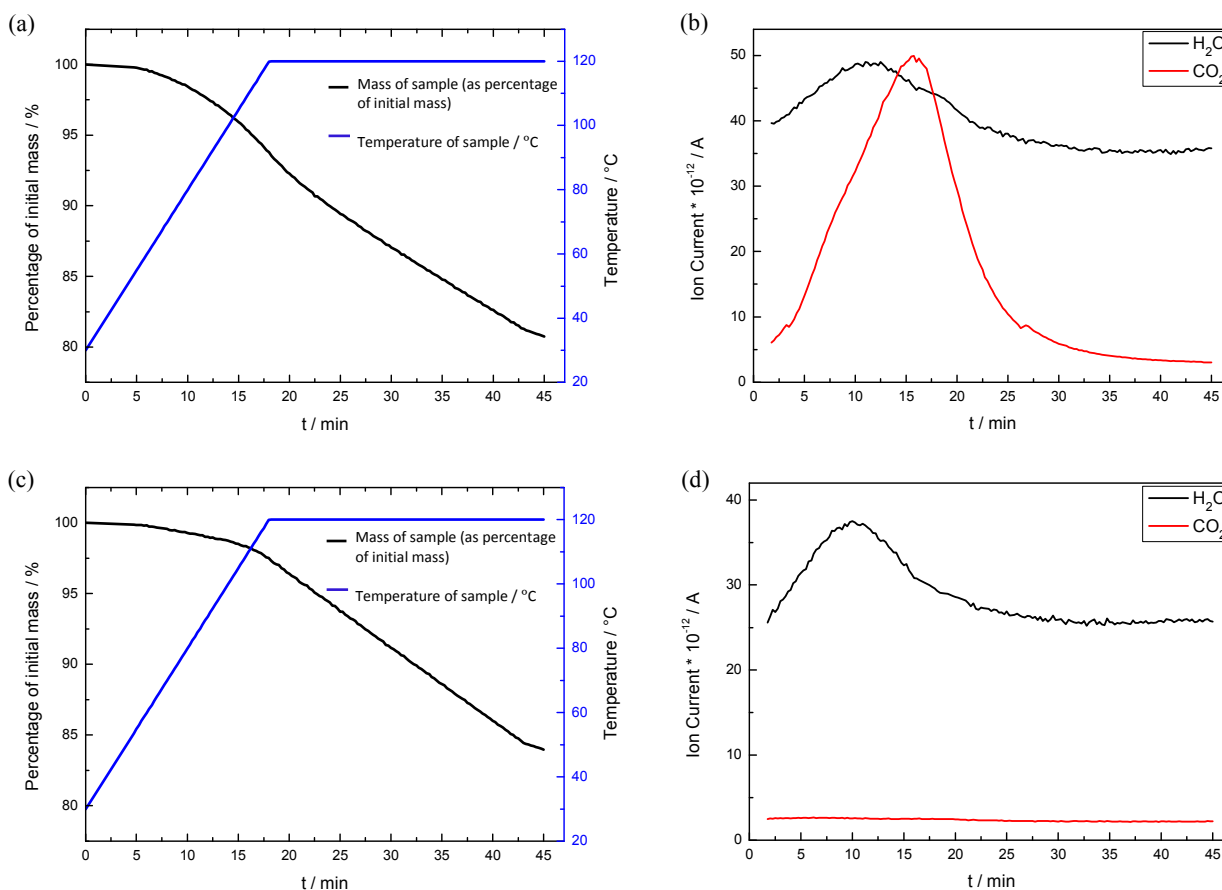 (a)
Percentage of initial mass / %
100
95
90
85
80
Mass of sample (as percentage
of initial mass)
Temperature of sample / °C
120
100
80
60
40
20
Temperature / °C
0 5 10 15 20 25 30 35 40 45
t / min
(b)
Ion Current * 10-12 / A
50
40
30
20
10
0
H2O
CO2
0 5 10 15 20 25 30 35 40 45
t / min
(c)
Percentage of initial mass / %
100
95
90
85
80
Mass of sample (as percentage
of initial mass)
Temperature of sample / °C
120
100
80
60
40
20
Temperature / °C
0 5 10 15 20 25 30 35 40 45
t / min
(d)
Ion Current * 10-12 / A
40
30
20
10
0
H2O
CO2
0 5 10 15 20 25 30 35 40 45
t / min